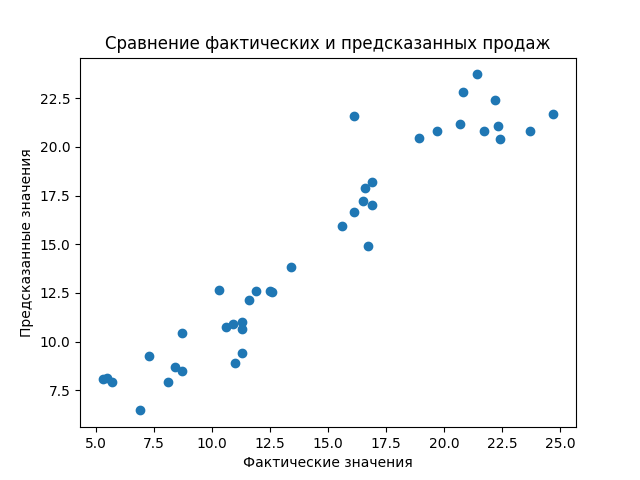 Сравнение фактических и предсказанных продаж
Предсказанные значения
22.5
20.0
17.5
15.0
12.5
10.0
7.5
5.0 7.5 10.0 12.5 15.0 17.5 20.0 22.5 25.0
Фактические значения